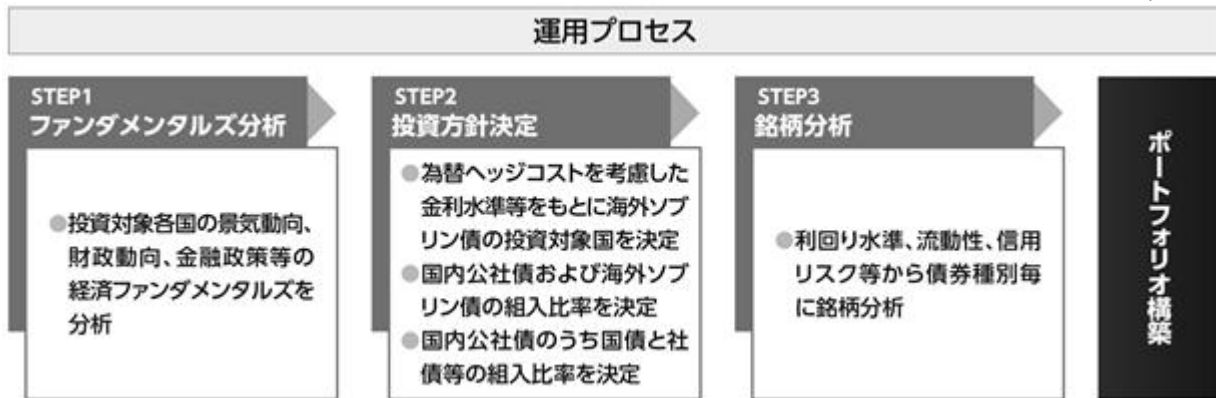 運用プロセス
STEP1
ファンダメンタルズ分析
●投資対象各国の景気動向、
財政動向、金融政策等の
経済ファンダメンタルズを
分析
STEP2
投資方針決定
●為替ヘッジコストを考慮した
金利水準等をもとに海外ソブ
リン債の投資対象国を決定
●国内公社債および海外ソブ
リン債の組入比率を決定
●国内公社債のうち国債と社
債等の組入比率を決定
STEP3
銘柄分析
●利回り水準、流動性、信用
リスク等から債券種別毎
に銘柄分析
ポートフォリオ構築